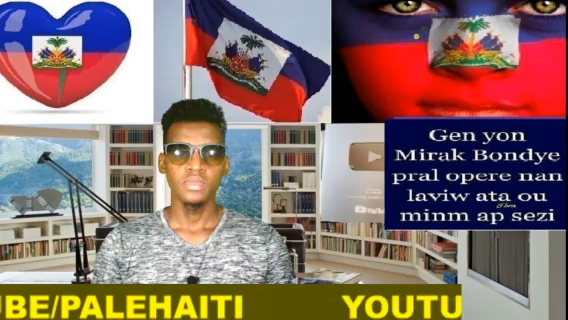 Gen yon
Mirak Bondye
pral opere nan
laviw ata ou
minm ap sezi
UBE/PALEHAITI YOUTU